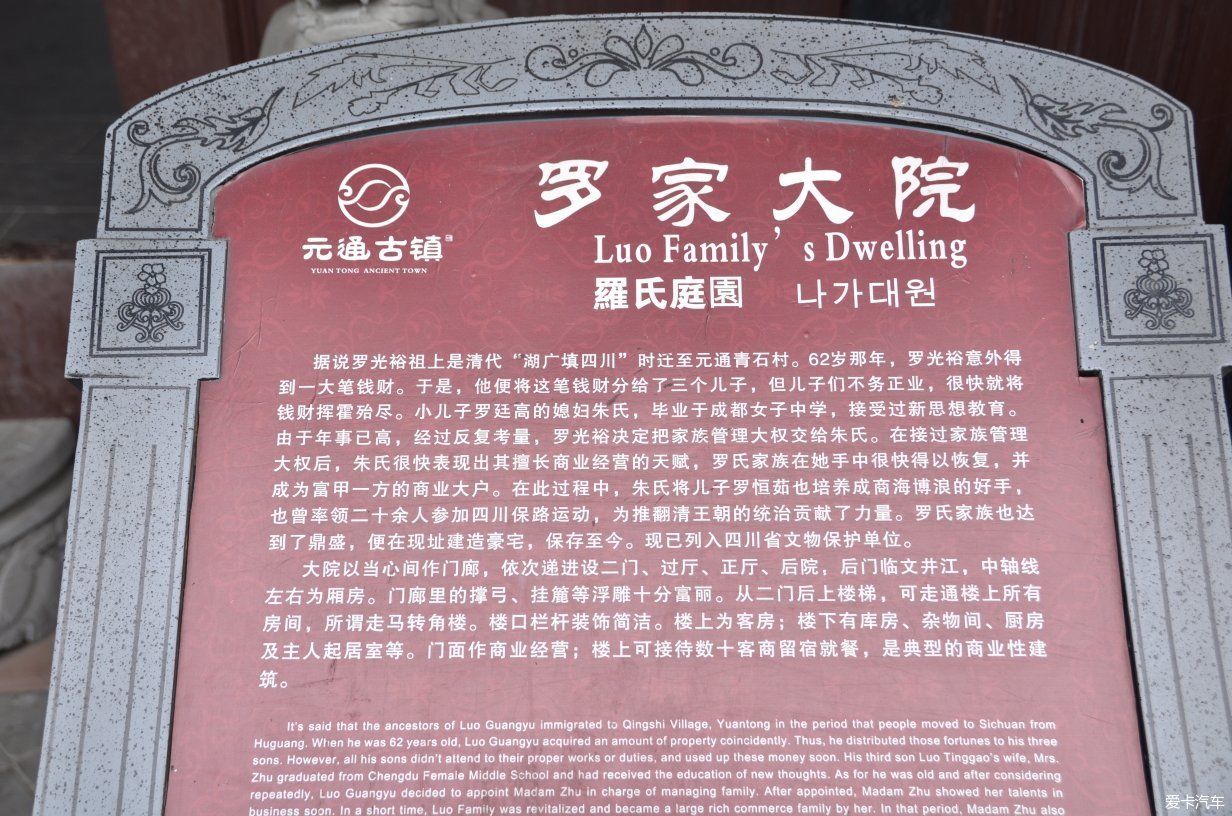 罗家大院
Luo Family's Dwelling
元通古镇
YUAN TONG ANCIENT TOWN
羅氏庭園 나가대원
据说罗光裕祖上是清代“湖广填四川”时迁至元通青石村。62岁那年，罗光裕意外得
到一大笔钱财。于是，他便将这笔钱财分给了三个儿子，但儿子们不务正业，很快就将
钱财挥霍殆尽。小儿子罗廷高的媳妇朱氏，毕业于成都女子中学，接受过新思想教育。
由于年事已高，经过反复考量，罗光裕决定把家族管理大权交给朱氏。在接过家族管理
大权后，朱氏很快表现出其擅长商业经营的天赋，罗氏家族在她手中很快得以恢复，并
成为富甲一方的商业大户。在此过程中，朱氏将儿子罗恒茹也培养成商海博浪的好手，
也曾率领二十余人参加四川保路运动，为推翻清王朝的统治贡献了力量。罗氏家族也达
到了鼎盛，便在现址建造豪宅，保存至今。现已列入四川省文物保护单位。
大院以当心间作门廊，依次递进设二门、过厅、正厅、后院，后门临文井江，中轴线
左右为厢房。门廊里的撑弓、挂篼等浮雕十分富丽。从二门后上楼梯，可走通楼上所有
房间，所谓走马转角楼。楼口栏杆装饰简洁。楼上为客房；楼下有库房、杂物间、厨房
及主人起居室等。门面作商业经营；楼上可接待数十客商留宿就餐，是典型的商业性建
筑。
It's said that the ancestors of Luo Guangyu immigrated to Qingshi Village, Yuantong in the period that people moved to Sichuan from
Huguang. When he was 62 years old, Luo Guangyu acquired an amount of property coincidently. Thus, he distributed those fortunes to his three
sons. However, all his sons didn't attend to their proper works or duties, and used up these money soon. His third son Luo Tinggao's wife, Mrs.
Zhu graduated from Chengdu Female Middle School and had received the education of new thoughts. As for he was old and after considering
repeatedly, Luo Guangyu decided to appoint Madam Zhu in charge of managing family. After appointed, Madam Zhu showed her talents in
business soon. In a short time, Luo Family was revitalized and became a large rich commerce family by her. In that period, Madam Zhu also
爱卡汽车